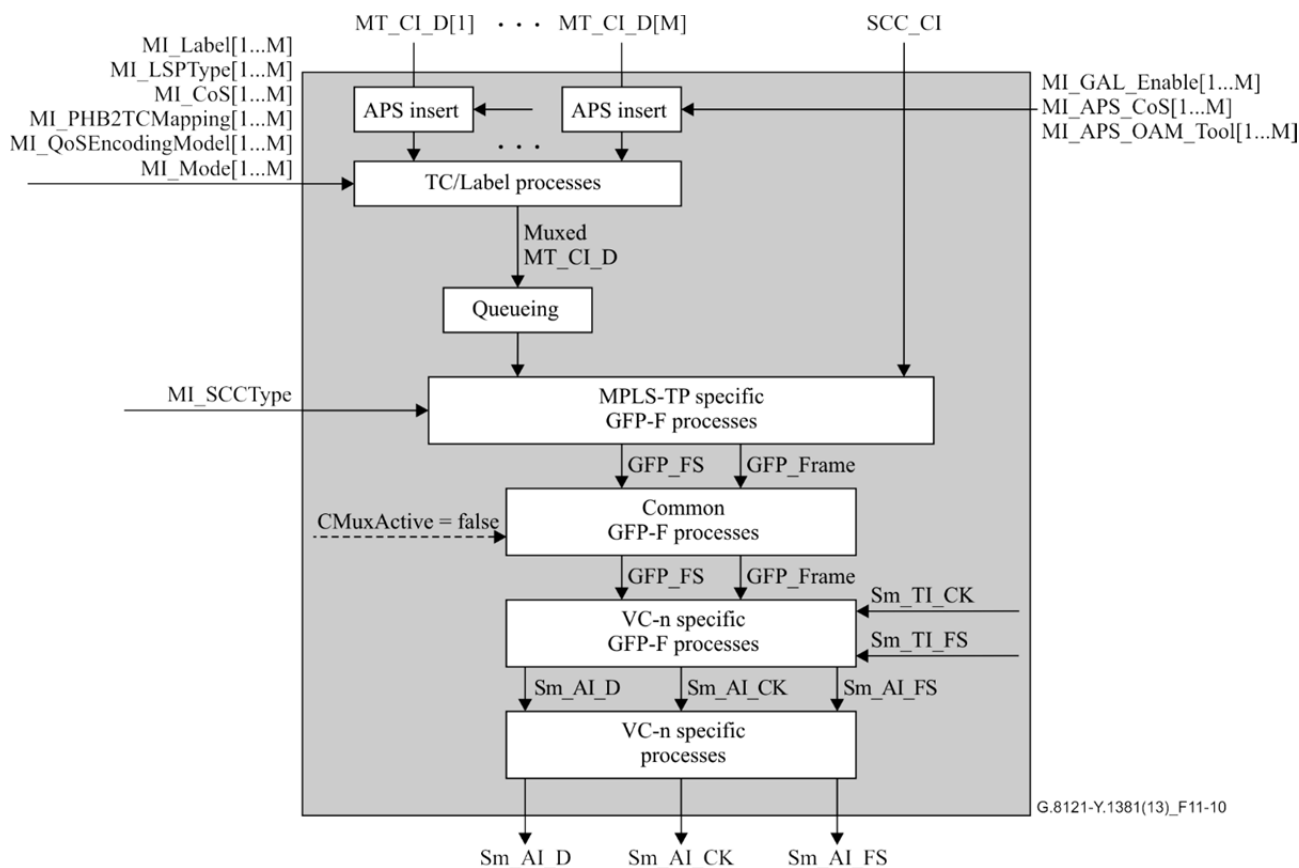 MT_CI_D[1] • • • MT_CI_D[M] SCC_CI
MI_Label[1...M]
MI_LSPType[1...M]
MI_CoS[1...M]
MI_PHB2TCMapping[1...M]
MI_QoSEncodingModel[1...M]
MI_Mode[1...M]
MI_GAL_Enable[1...M]
MI_APS_CoS[1...M]
MI_APS_OAM_Tool[1...M]
APS insert
APS insert
• • •
TC/Label processes
Muxed
MT_CI_D
Queueing
MI_SCCType
MPLS-TP specific
GFP-F processes
GFP_FS GFP_Frame
CMuxActive = false
Common
GFP-F processes
GFP_FS GFP_Frame
Sm_TI_CK
VC-n specific
GFP-F processes
Sm_TI_FS
Sm_AI_D Sm_AI_CK Sm_AI_FS
VC-n specific
processes
G.8121-Y.1381(13)_F11-10
Sm_AI_D Sm_AI_CK Sm_AI_FS